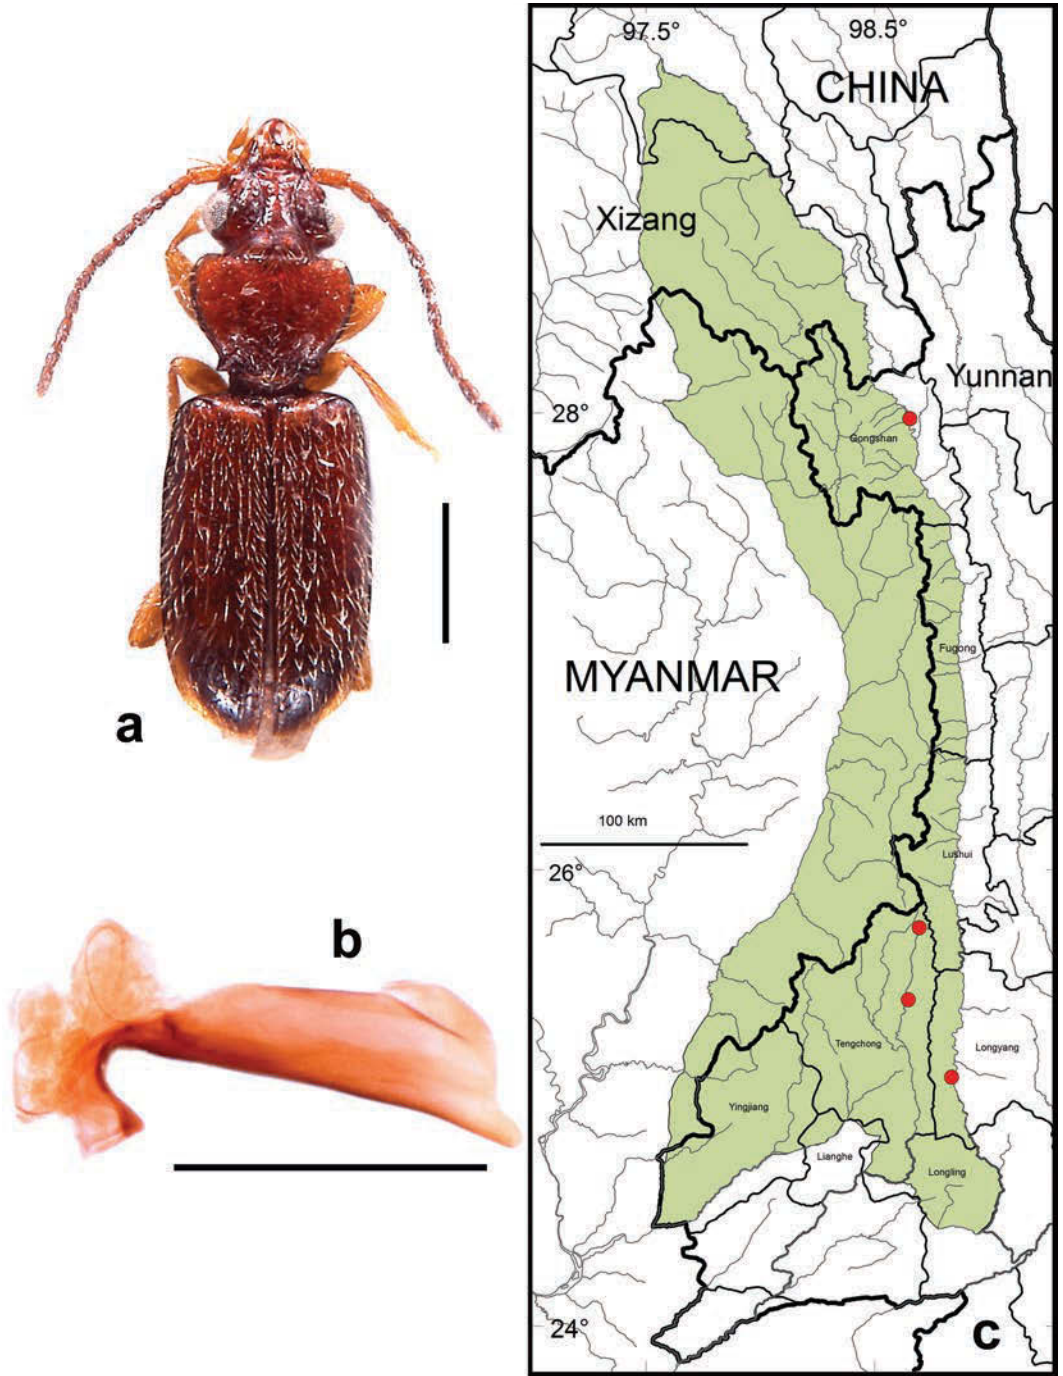 a
b
97.5°
98.5°
CHINA
Xizang
Yunnan
28°
Gongshan
Fugong
MYANMAR
100 km
Lushui
26°
Tengchong
Longyang
Yingjiang
Lianghe
Longling
24°
c